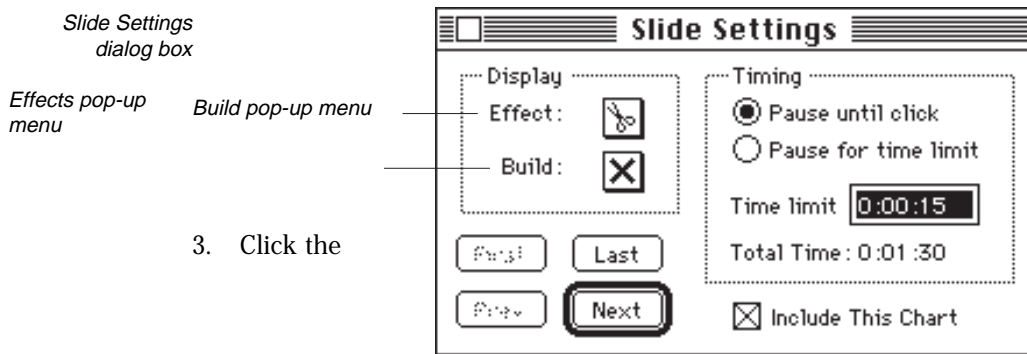 Slide Settings
dialog box
Effects pop-up
menu
Build pop-up menu
3. Click the
Slide Settings
Display
Effect:
Build:
Timing
Pause until click
Pause for time limit
Time limit 0:00:15
Total Time: 0:01:30
First Last
Prev Next
Include This Chart